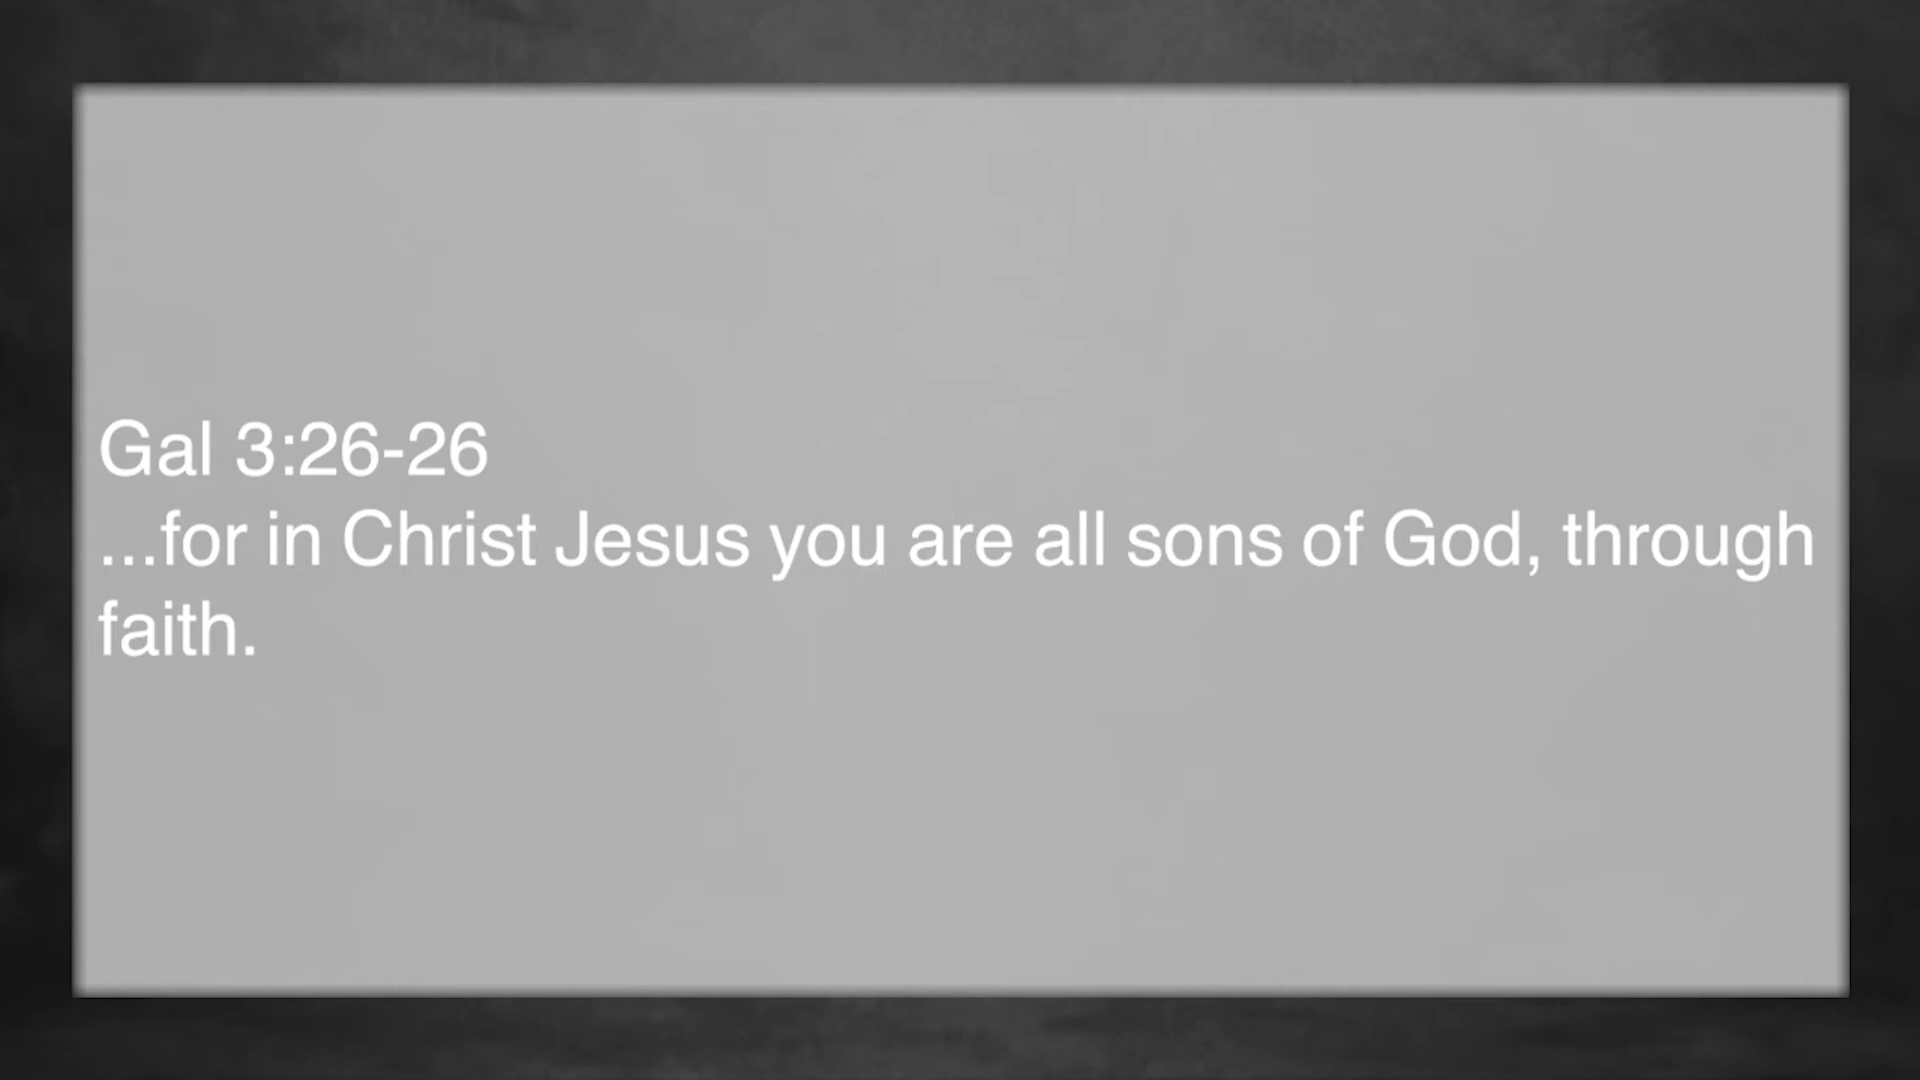 Gal 3:26-26
...for in Christ Jesus you are all sons of God, through
faith.